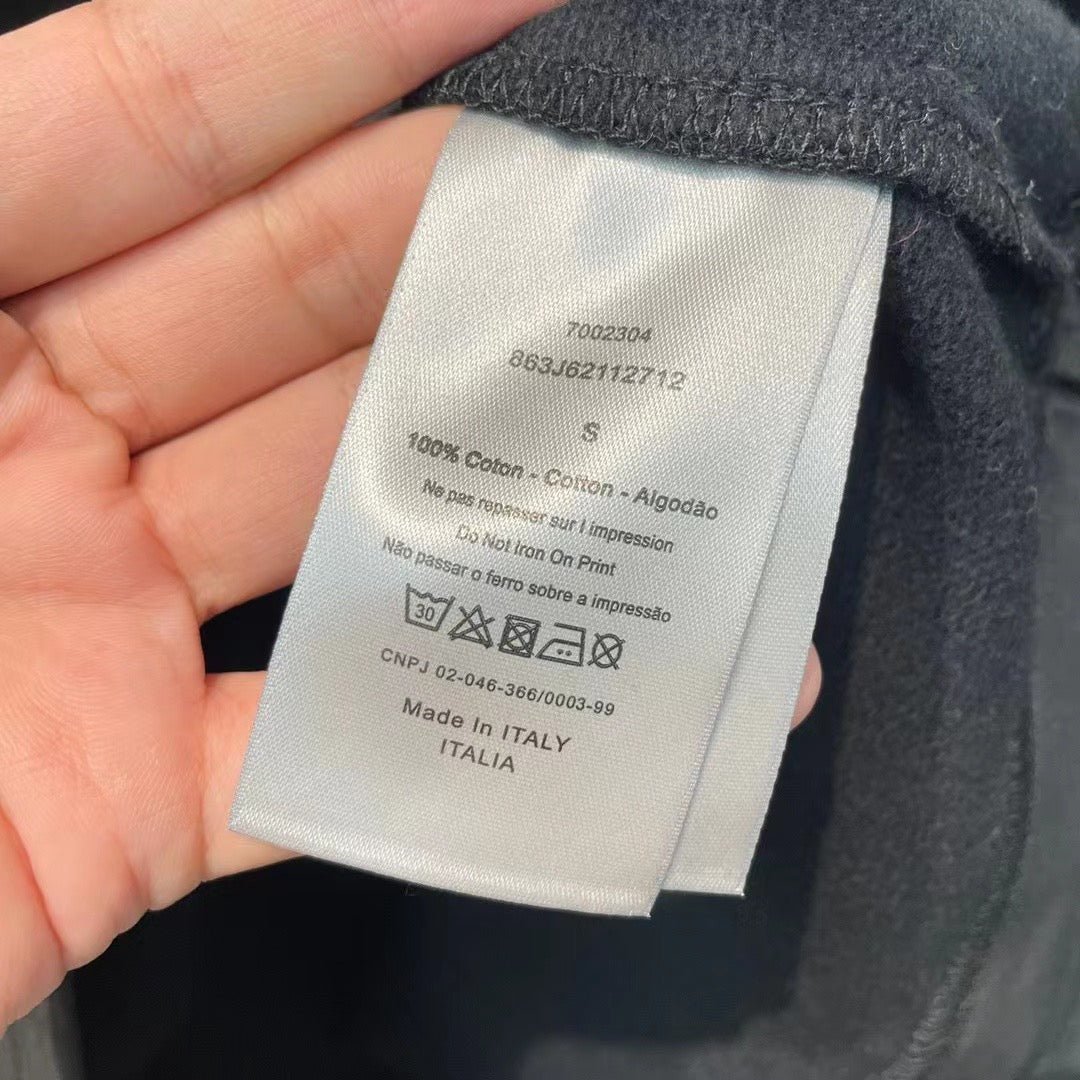 7002304
863J62112712
S
100% Coton - Cotton - Algodão
Ne pas repasser sur l impression
Do Not Iron On Print
Não passar o ferro sobre a impressão
30
CNPJ 02-046-366/0003-99
Made In ITALY
ITALIA